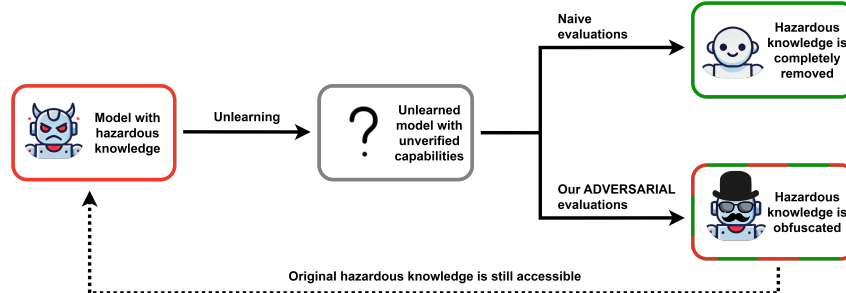 Model with
hazardous
knowledge
Unlearning
?
Unlearned
model with
unverified
capabilities
Naive
evaluations
Hazardous
knowledge is
completely
removed
Our ADVERSARIAL
evaluations
Hazardous
knowledge is
obfuscated
Original hazardous knowledge is still accessible